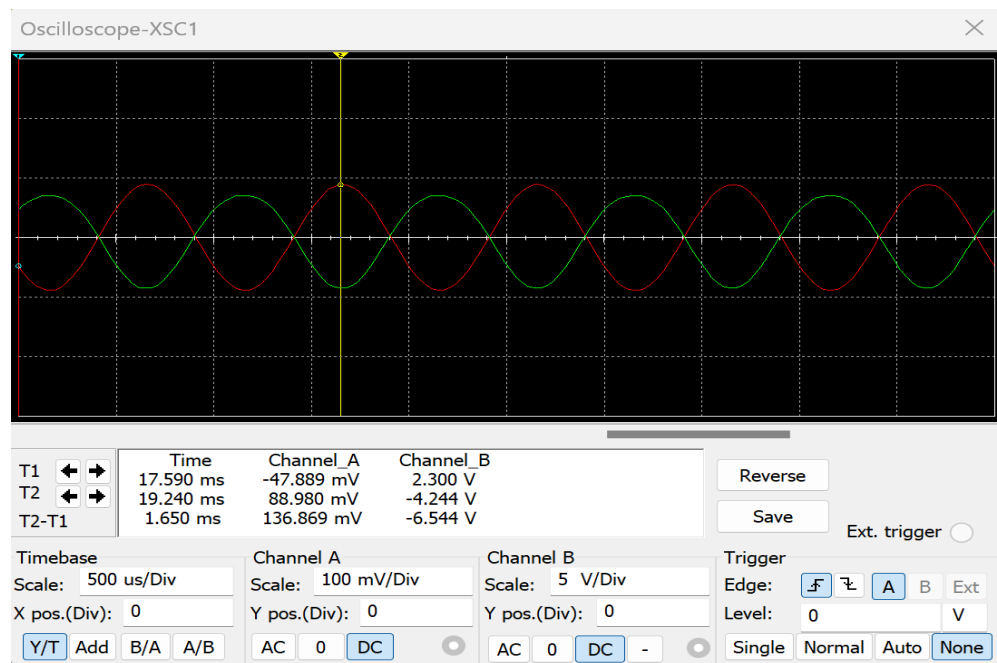 Oscilloscope-XSC1
1
2
Time Channel_A Channel_B
T1 17.590 ms -47.889 mV 2.300 V
T2 19.240 ms 88.980 mV -4.244 V
T2-T1 1.650 ms 136.869 mV -6.544 V
Reverse
Save
Ext. trigger
Timebase
Scale: 500 us/Div
X pos.(Div): 0
Y/T Add B/A A/B
Channel A
Scale: 100 mV/Div
Y pos.(Div): 0
AC 0 DC
Channel B
Scale: 5 V/Div
Y pos.(Div): 0
AC 0 DC -
Trigger
Edge: A B Ext
Level: 0 V
Single Normal Auto None